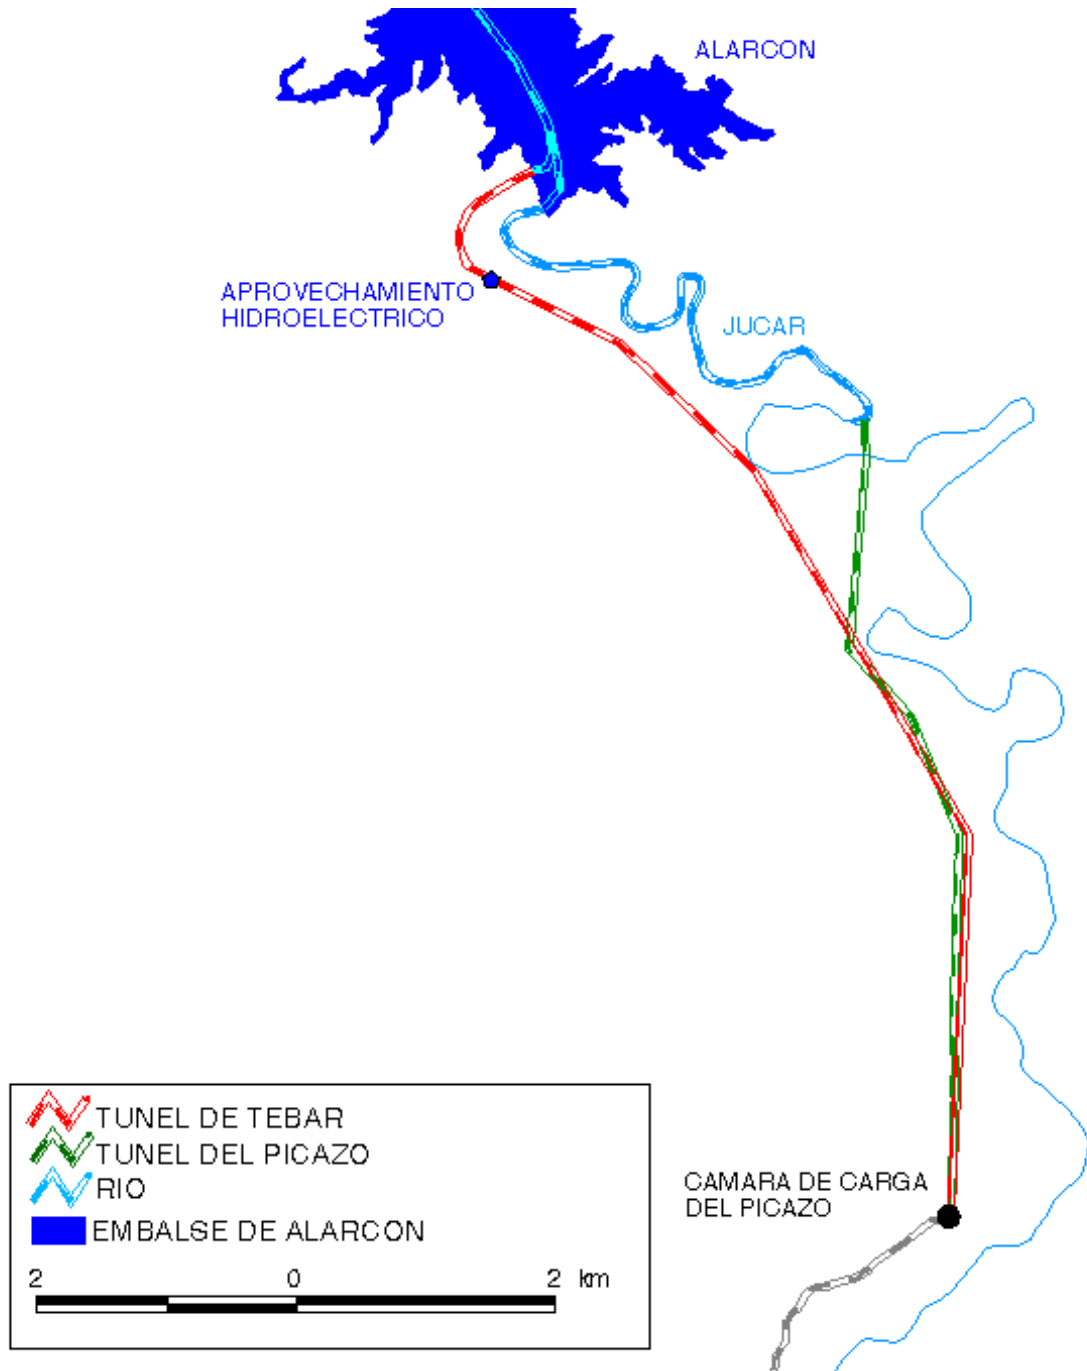 ALARCON
APROVECHAMIENTO
HIDROELECTRICO
JUCAR
TUNEL DE TEBAR
TUNEL DEL PICAZO
RIO
EMBALSE DE ALARCON
2 0 2 km
CAMARA DE CARGA
DEL PICAZO